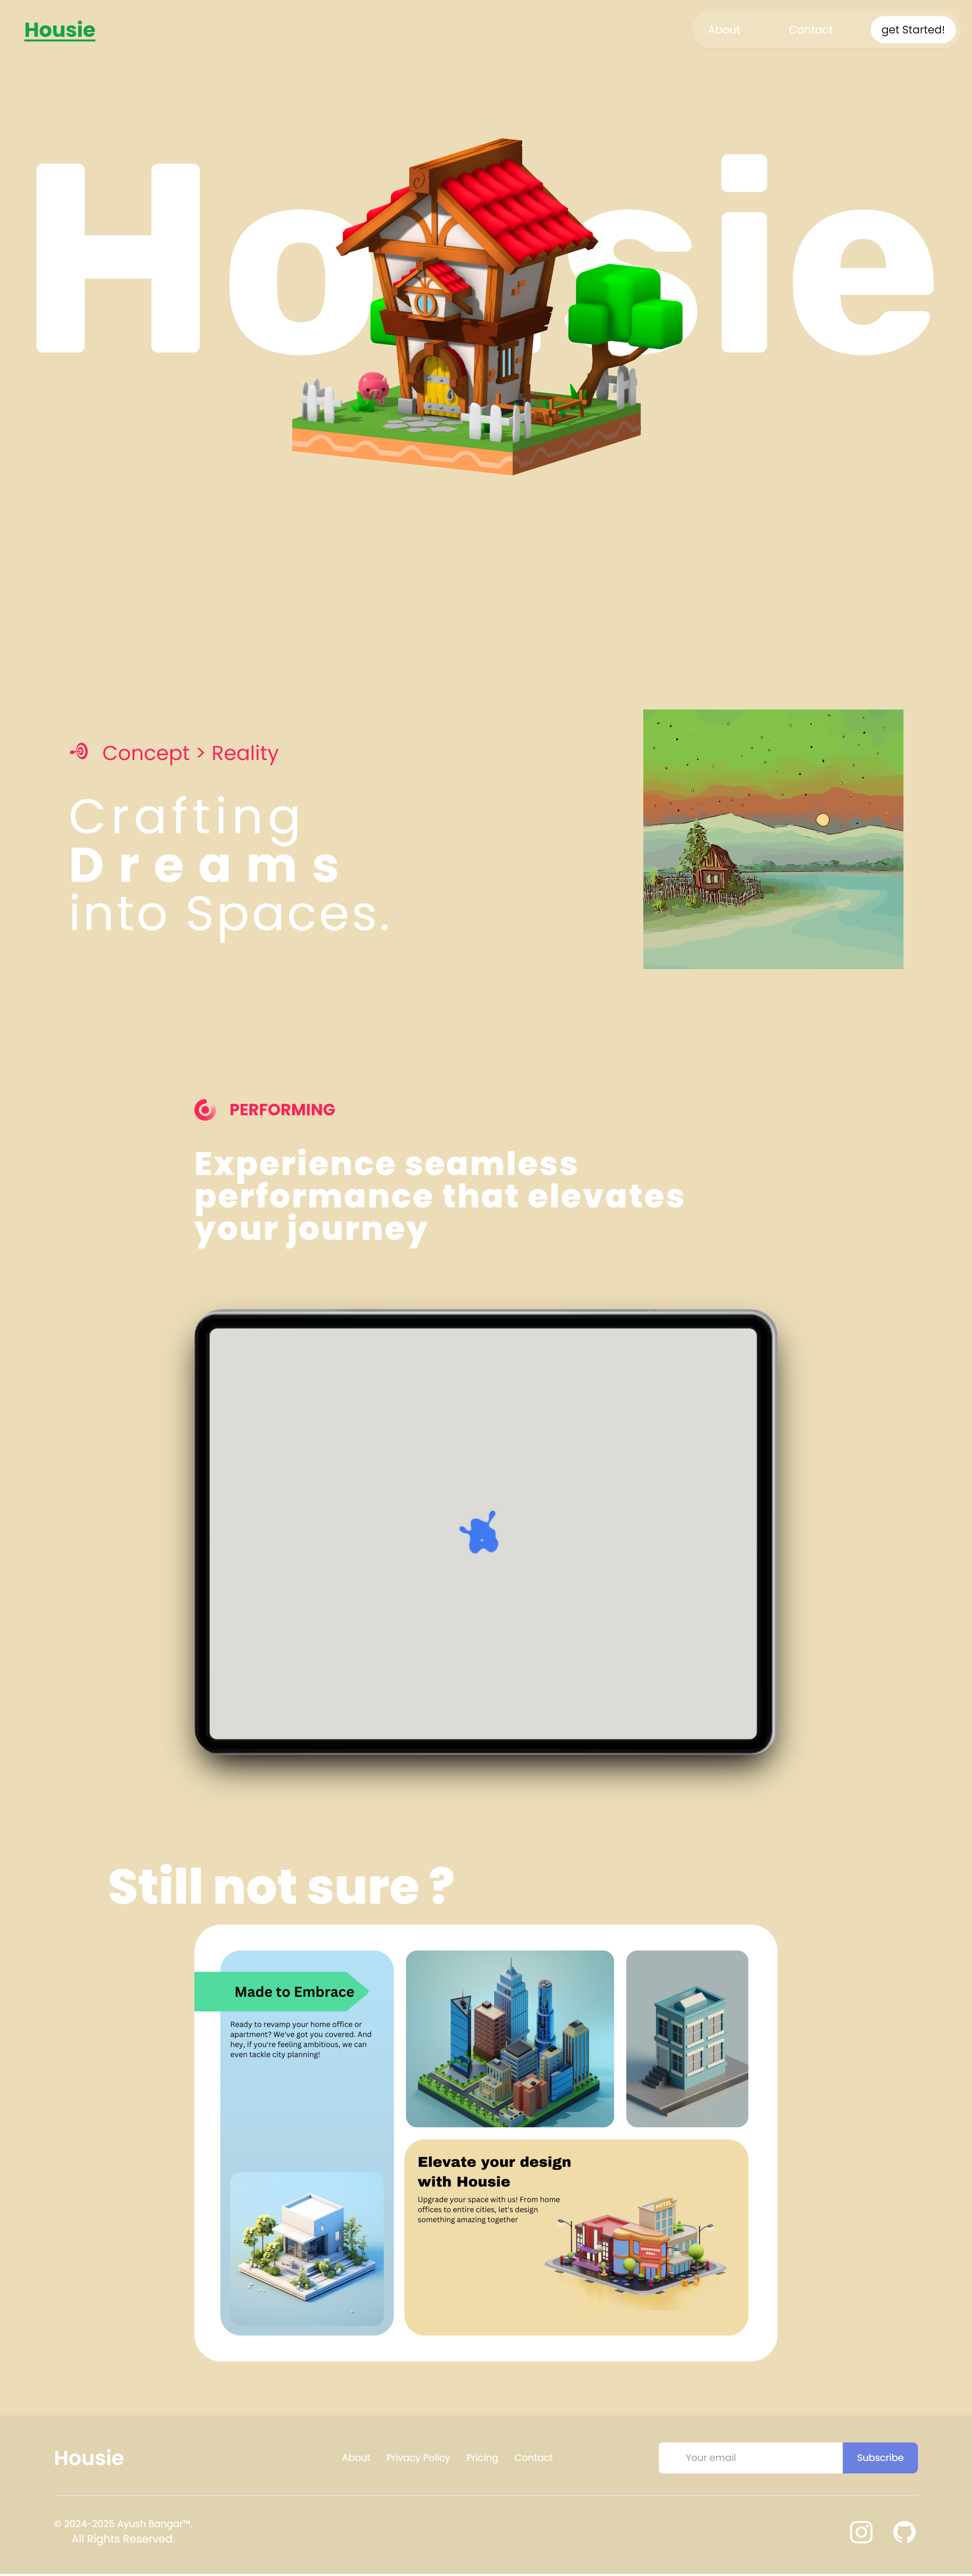 Housie
About
Contact
get Started!
Housie
Concept > Reality
Crafting
Dreams
into Spaces.
PERFORMING
Experience seamless
performance that elevates
your journey
Still not sure ?
Made to Embrace
Ready to revamp your home office or
apartment? We've got you covered. And
hey, if you're feeling ambitious, we can
even tackle city planning!
Elevate your design
with Housie
Upgrade your space with us! From home
offices to entire cities, let's design
something amazing together
HOTEL
SHOPPING
MALL
Housie
About
Privacy Policy
Pricing
Contact
Your email
Subscribe
© 2024-2025 Ayush Bangar™.
All Rights Reserved.